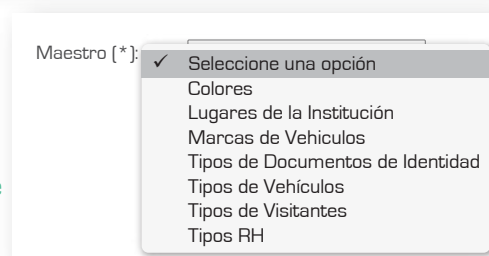 Maestro (*):
✓ Seleccione una opción
Colores
Lugares de la Institución
Marcas de Vehiculos
Tipos de Documentos de Identidad
Tipos de Vehículos
Tipos de Visitantes
Tipos RH